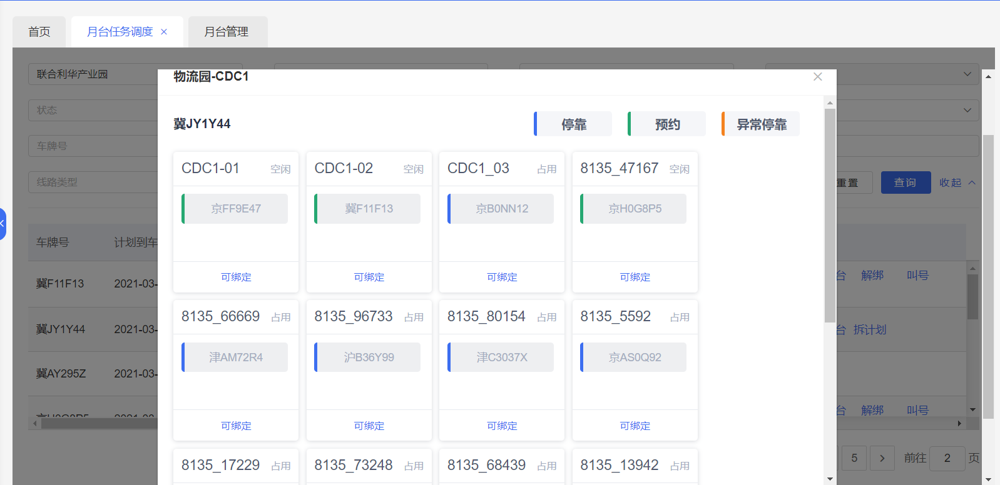 首页
月台任务调度
月台管理
联合利华产业园
物流园-CDC1
状态
冀JY1Y44
停靠
预约
异常停靠
车牌号
CDC1-01 空闲
CDC1-02 空闲
CDC1_03 占用
8135_47167 空闲
线路类型
重置
查询
收起
京FF9E47
冀F11F13
京B0NN12
京H0G8P5
车牌号
计划到车
可绑定
可绑定
可绑定
可绑定
冀F11F13
2021-03-
台
解绑
叫号
8135_66669 占用
8135_96733 占用
8135_80154 占用
8135_5592 占用
冀JY1Y44
2021-03-
台
拆计划
津AM72R4
沪B36Y99
津C3037X
京AS0Q92
冀AY295Z
2021-03-
京H0G8P5
2021-03-
台
解绑
叫号
可绑定
可绑定
可绑定
可绑定
8135_17229 占用
8135_73248 占用
8135_68439 占用
8135_13942 占用
5
前往
2
页